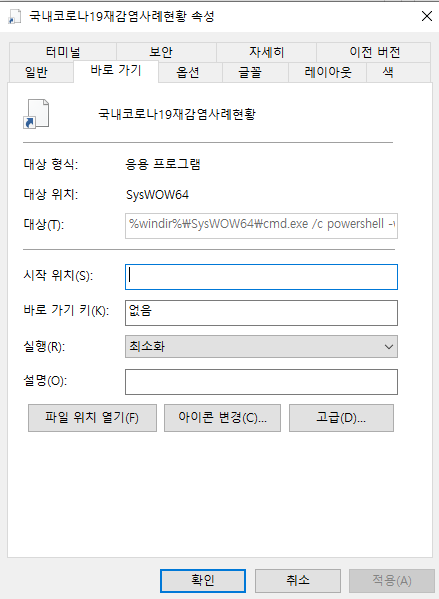 국내코로나19재감염사례현황 속성
터미널 보안 자세히 이전 버전
일반 바로 가기 옵션 글꼴 레이아웃 색
국내코로나19재감염사례현황
대상 형식: 응용 프로그램
대상 위치: SysWOW64
대상(T): %windir%₩SysWOW64₩cmd.exe /c powershell -
시작 위치(S):
바로 가기 키(K): 없음
실행(R): 최소화
설명(O):
파일 위치 열기(F) 아이콘 변경(C)... 고급(D)...
확인 취소 적용(A)